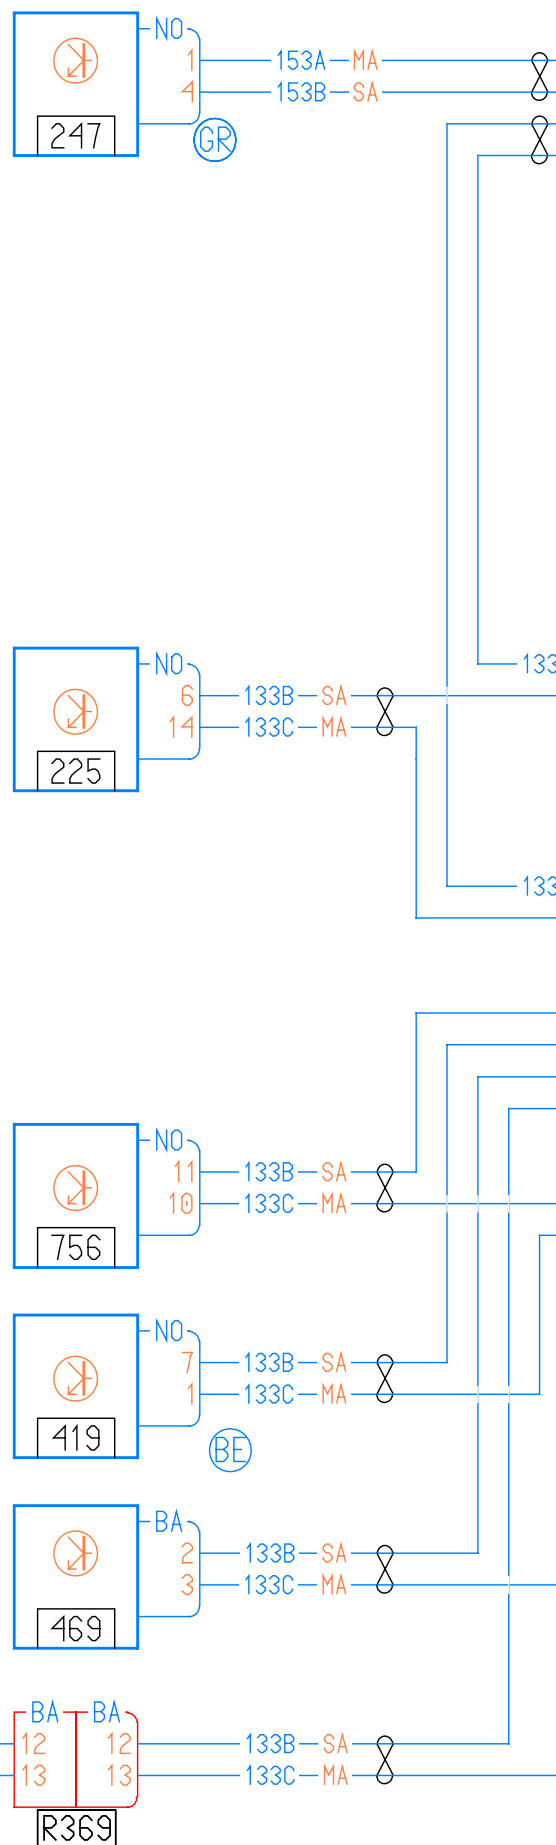 NO
1 153A MA
4 153B SA
247
GR
NO
133
6 133B SA
14 133C MA
225
133
NO
11 133B SA
10 133C MA
756
NO
7 133B SA
1 133C MA
419
BE
BA
2 133B SA
3 133C MA
469
BA BA
12 12 133B SA
13 13 133C MA
R369